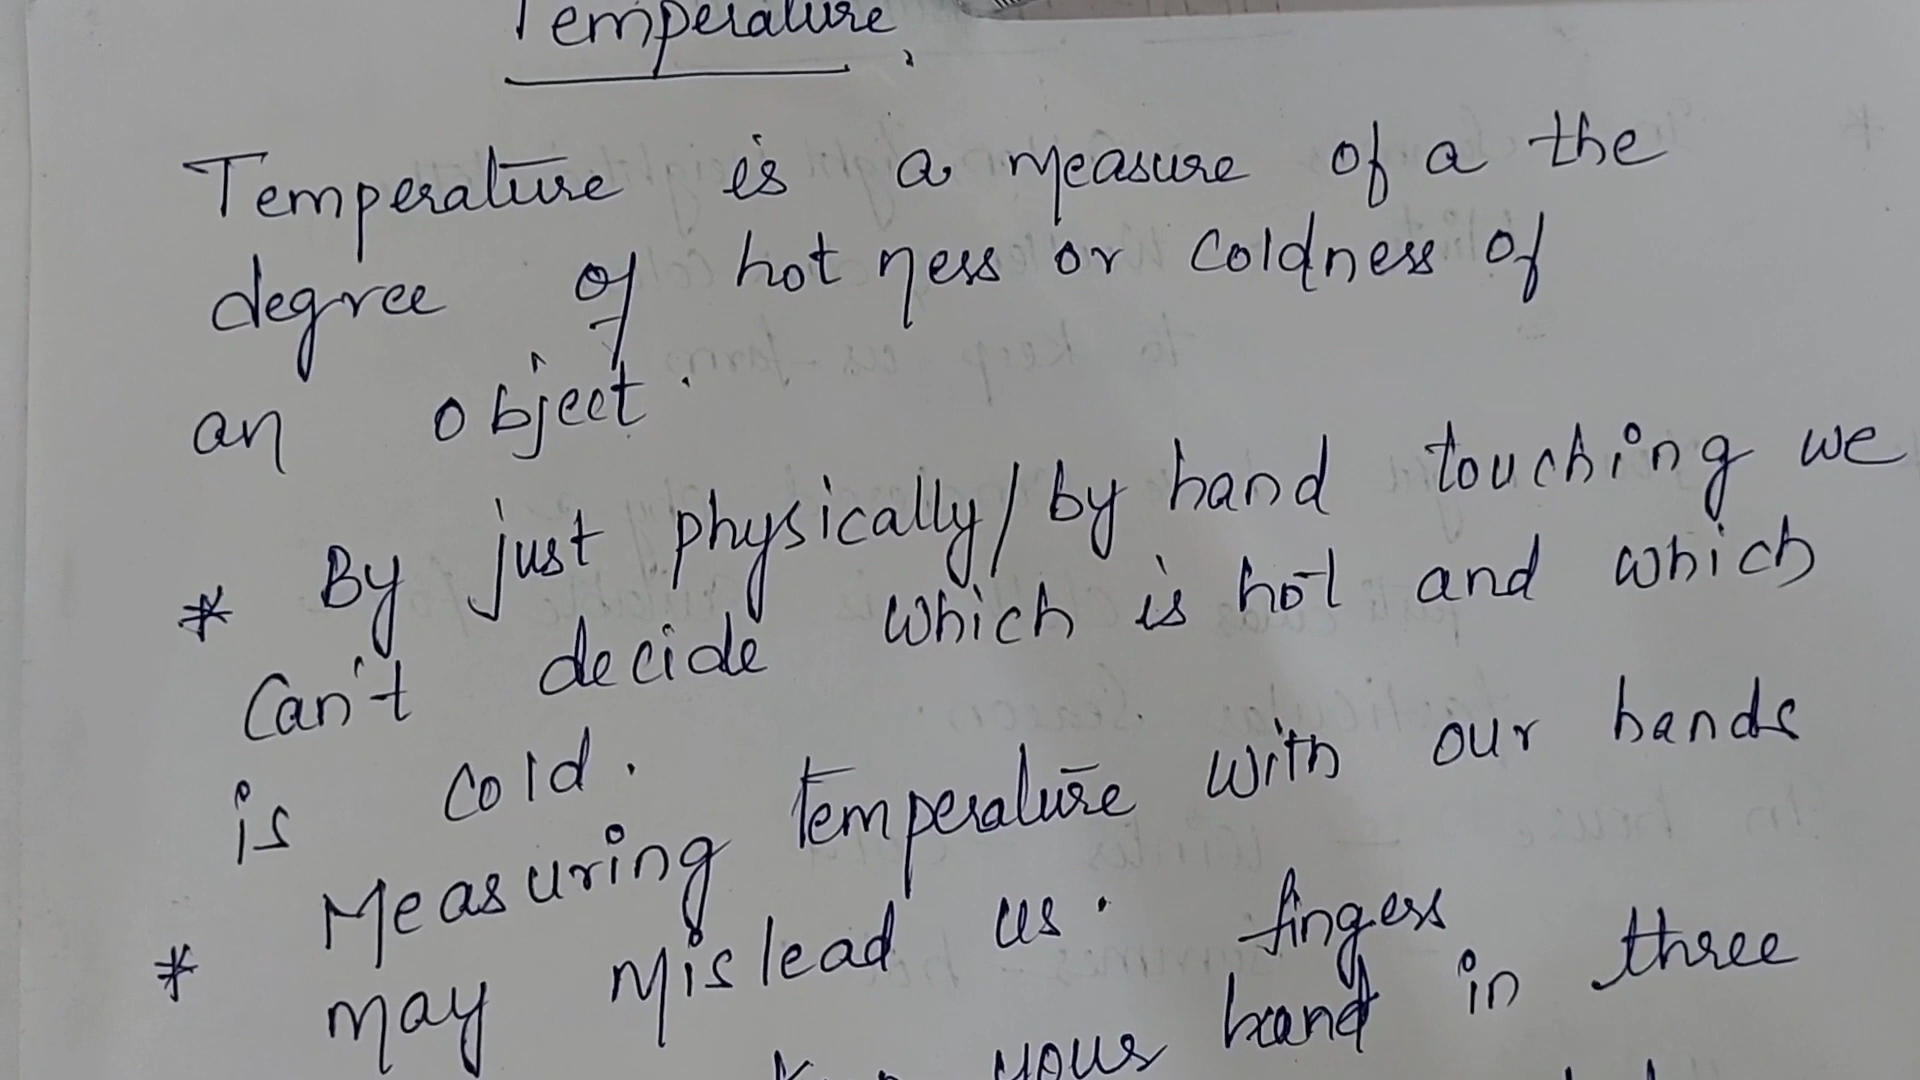 Temperature
Temperature is a measure of a the
degree of hot ness or coldness of
an object.
* By just physically/by hand touching we
can't decide which is hot and which
is cold.
* Measuring temperature with our hands
may mislead us.
fingers
your hand in three